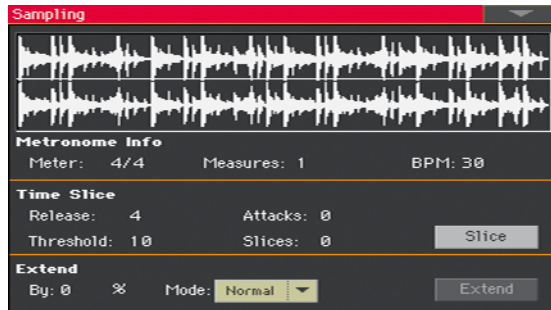 Sampling
Metronome Info
Meter: 4/4 Measures: 1 BPM: 30
Time Slice
Release: 4 Attacks: 0
Threshold: 10 Slices: 0 Slice
Extend
By: 0 % Mode: Normal Extend